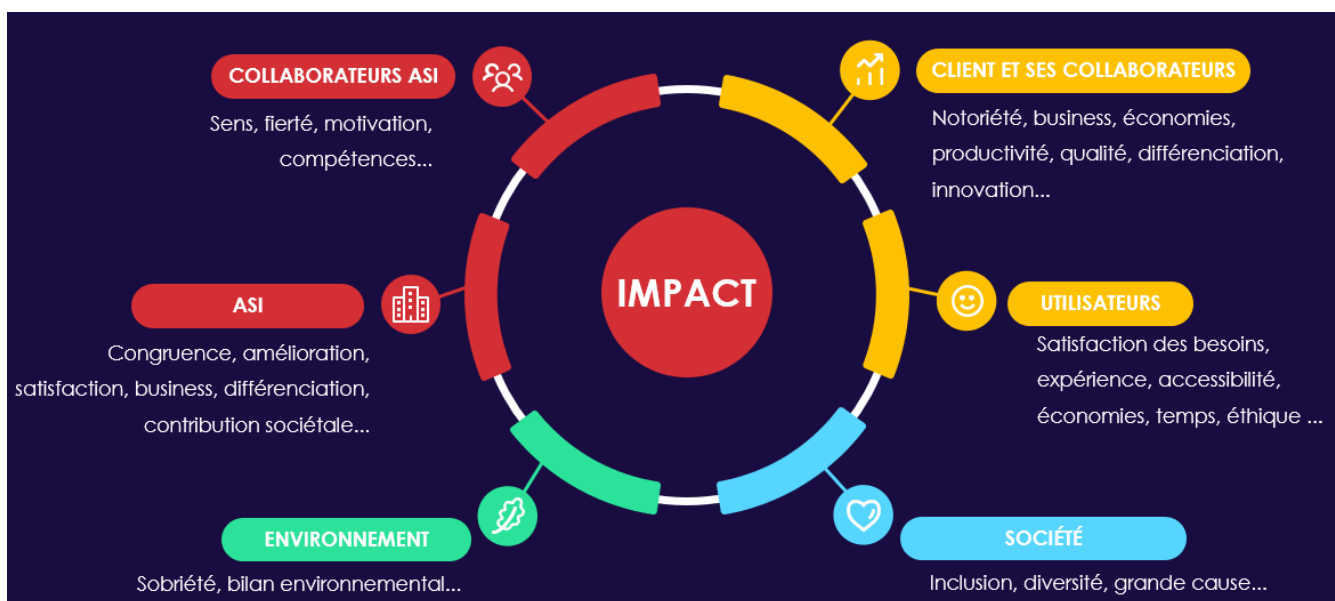 COLLABORATEURS ASI
Sens, fierté, motivation,
compétences...
CLIENT ET SES COLLABORATEURS
Notoriété, business, économies,
productivité, qualité, différenciation,
innovation...
IMPACT
ASI
Congruence, amélioration,
satisfaction, business, différenciation,
contribution sociétale...
UTILISATEURS
Satisfaction des besoins,
expérience, accessibilité,
économies, temps, éthique ...
ENVIRONNEMENT
Sobriété, bilan environnemental...
SOCIÉTÉ
Inclusion, diversité, grande cause...